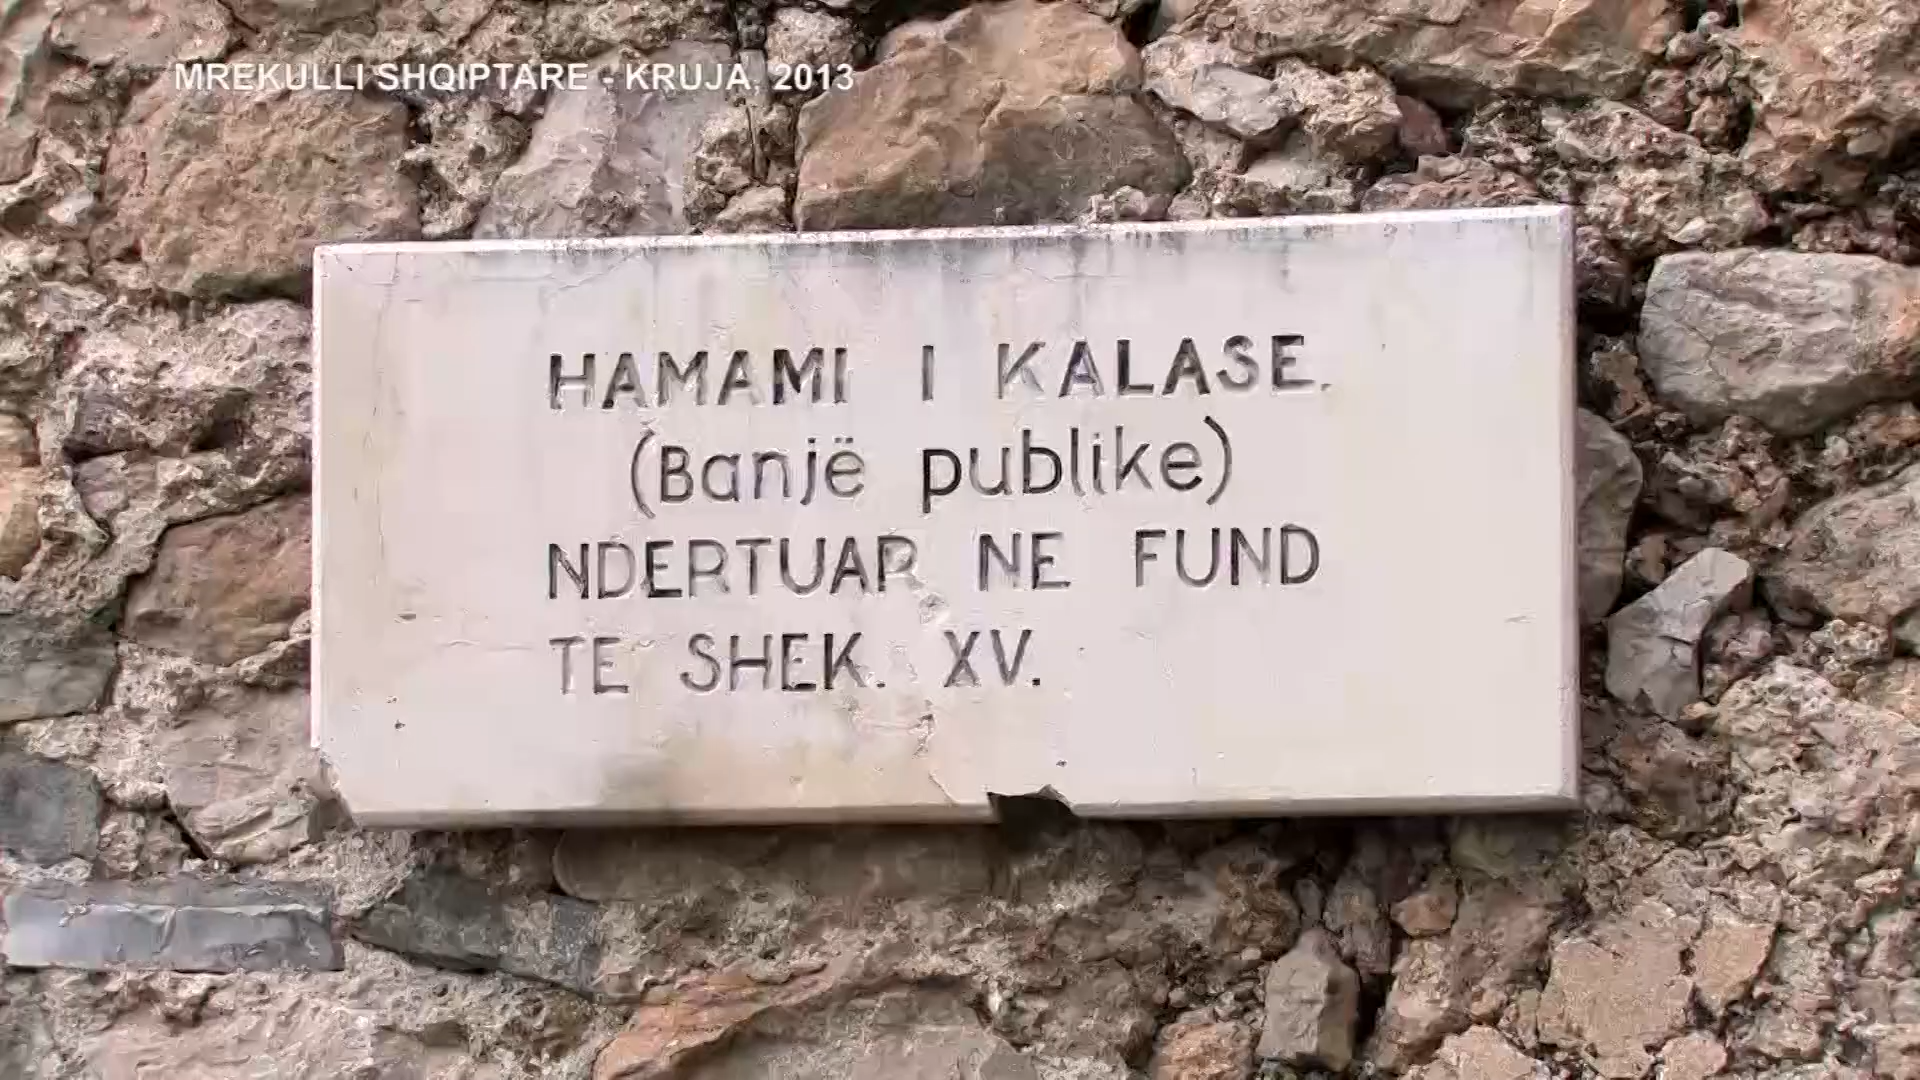 MREKULLI SHQIPTARE - KRUJA, 2013
HAMAMI I KALASE.
(Banjë publike)
NDERTUAR NE FUND
TE SHEK. XV.